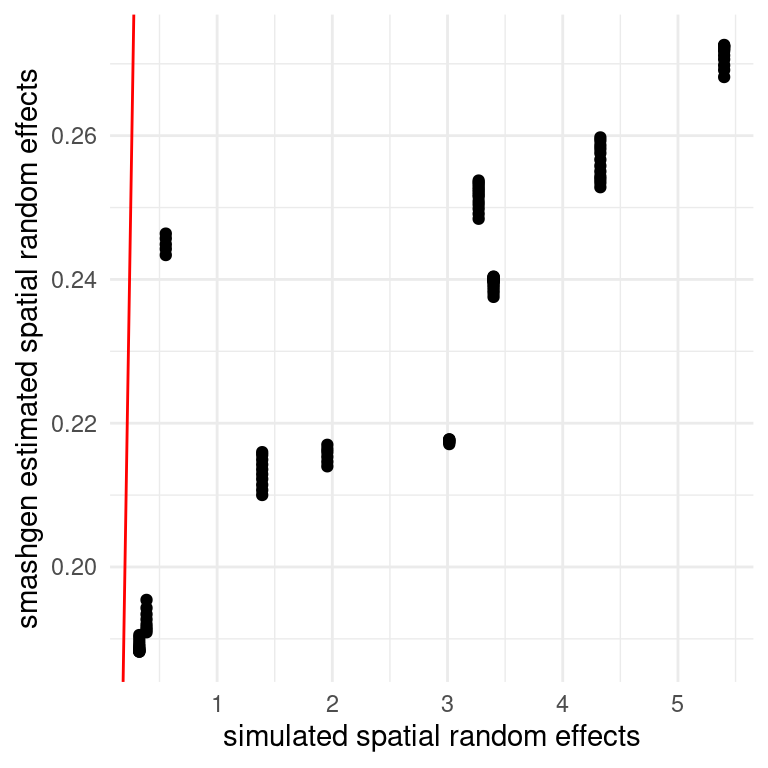 smashgen estimated spatial random effects
0.26
0.24
0.22
0.20
1 2 3 4 5
simulated spatial random effects